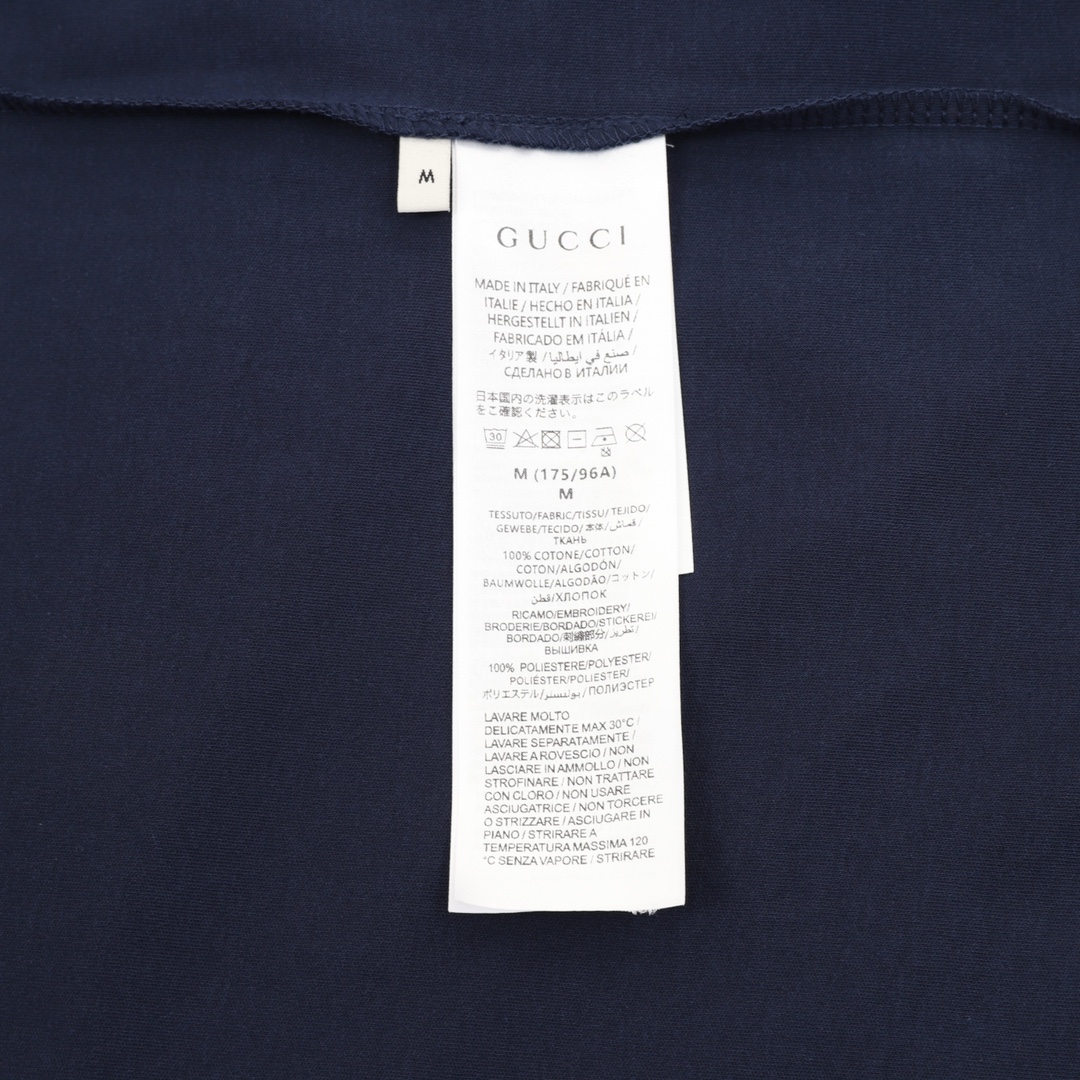 M
GUCCI
MADE IN ITALY / FABRIQUÉ EN
ITALIE / HECHO EN ITALIA /
HERGESTELLT IN ITALIEN /
FABRICADO EM ITÁLIA /
イタリア製 / صنع في ايطاليا /
СДЕЛАНО В ИТАЛИИ
日本国内の洗濯表示はこのラベル
をご確認ください。
30
M (175/96A)
M
TESSUTO/FABRIC/TISSU/TEJIDO/
GEWEBE/TECIDO/本体/قماش/
ТКАНЬ
100% COTONE/COTTON/
COTON/ALGODÓN/
BAUMWOLLE/ALGODÃO/コットン/
قطن/ХЛОПОК
RICAMO/EMBROIDERY/
BRODERIE/BORDADO/STICKEREI/
BORDADO/刺繍部分/تطريز/
ВЫШИВКА
100% POLIESTERE/POLYESTER/
POLIÉSTER/POLIESTER/
ポリエステル/بوليستر/ПОЛИЭСТЕР
LAVARE MOLTO
DELICATAMENTE MAX 30°C /
LAVARE SEPARATAMENTE /
LAVARE A ROVESCIO / NON
LASCIARE IN AMMOLLO / NON
STROFINARE / NON TRATTARE
CON CLORO / NON USARE
ASCIUGATRICE / NON TORCERE
O STRIZZARE / ASCIUGARE IN
PIANO / STRIRARE A
TEMPERATURA MASSIMA 120
°C SENZA VAPORE / STRIRARE